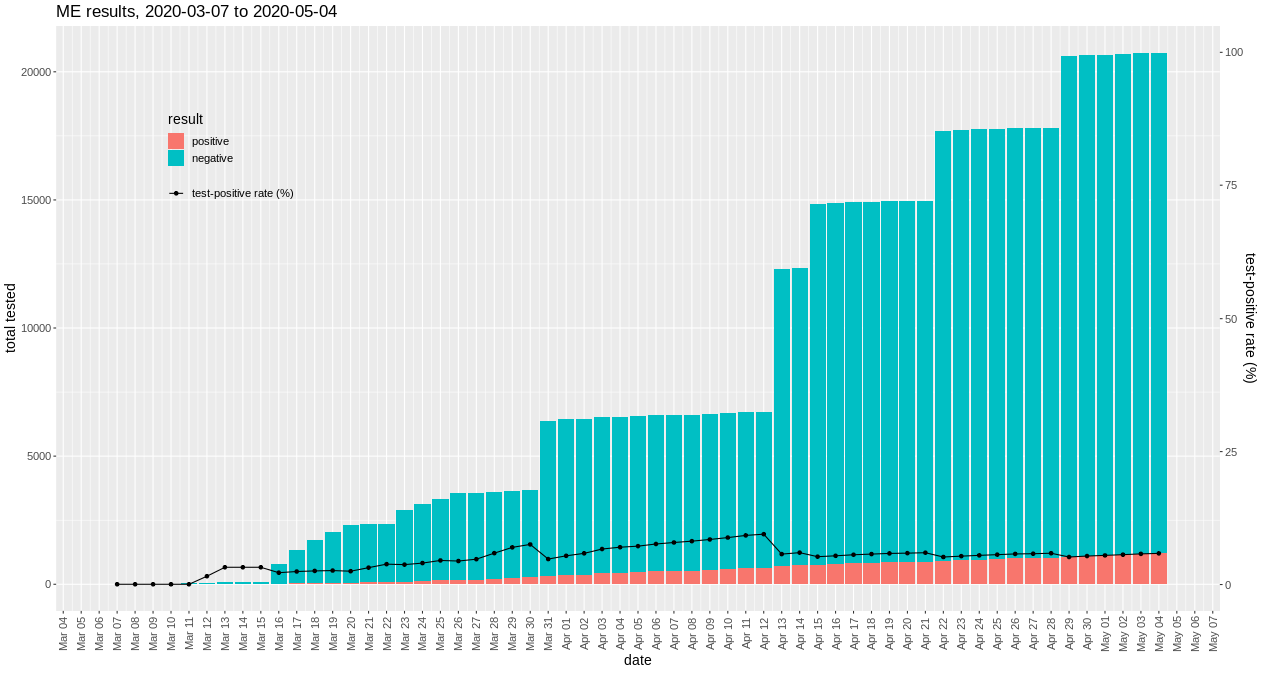 ME results, 2020-03-07 to 2020-05-04
total tested
20000
15000
10000
5000
0
result
positive
negative
test-positive rate (%)
100
75
50
25
0
test-positive rate (%)
Mar 04
Mar 05
Mar 06
Mar 07
Mar 08
Mar 09
Mar 10
Mar 11
Mar 12
Mar 13
Mar 14
Mar 15
Mar 16
Mar 17
Mar 18
Mar 19
Mar 20
Mar 21
Mar 22
Mar 23
Mar 24
Mar 25
Mar 26
Mar 27
Mar 28
Mar 29
Mar 30
Mar 31
Apr 01
Apr 02
Apr 03
Apr 04
Apr 05
Apr 06
Apr 07
Apr 08
Apr 09
Apr 10
Apr 11
Apr 12
Apr 13
Apr 14
Apr 15
Apr 16
Apr 17
Apr 18
Apr 19
Apr 20
Apr 21
Apr 22
Apr 23
Apr 24
Apr 25
Apr 26
Apr 27
Apr 28
Apr 29
Apr 30
May 01
May 02
May 03
May 04
May 05
May 06
May 07
date